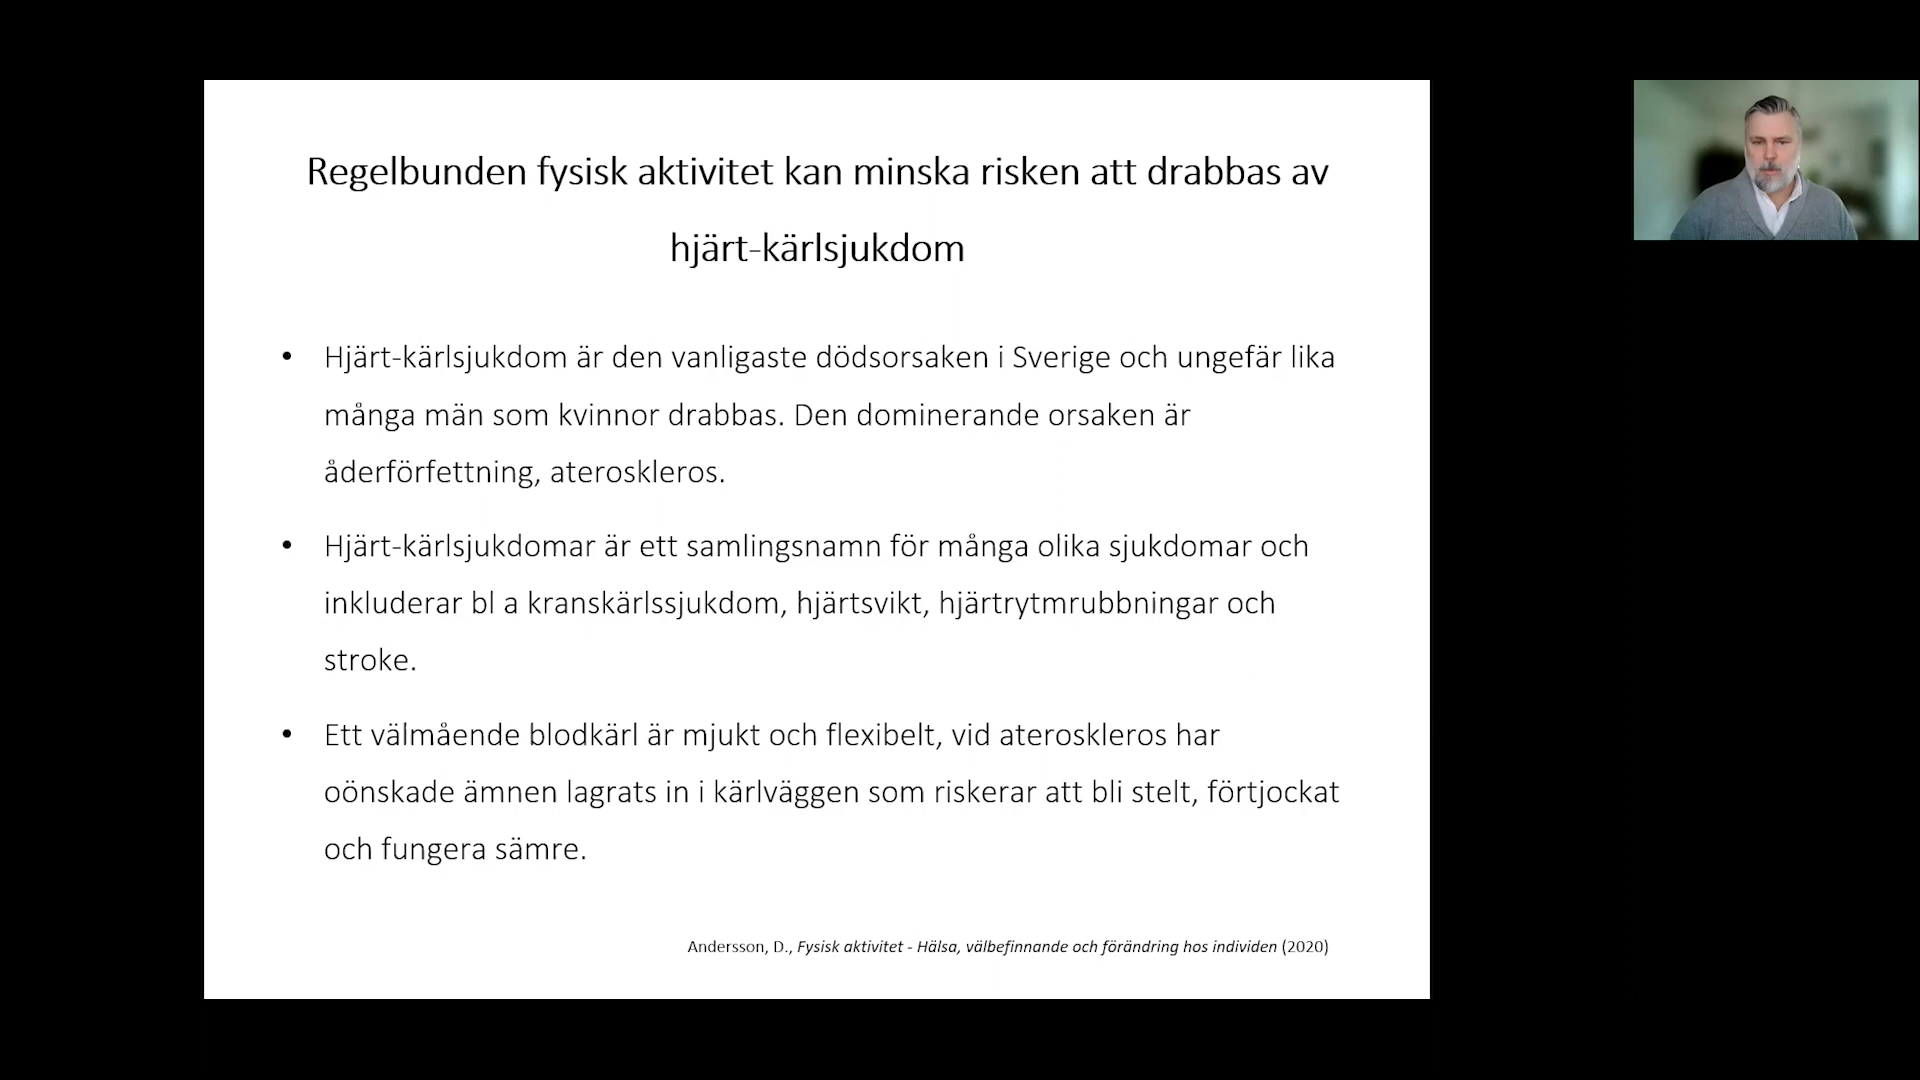 Regelbunden fysisk aktivitet kan minska risken att drabbas av
hjärt-kärlsjukdom
• Hjärt-kärlsjukdom är den vanligaste dödsorsaken i Sverige och ungefär lika
många män som kvinnor drabbas. Den dominerande orsaken är
åderförfettning, ateroskleros.
• Hjärt-kärlsjukdomar är ett samlingsnamn för många olika sjukdomar och
inkluderar bl a kranskärlssjukdom, hjärtsvikt, hjärtrytmrubbningar och
stroke.
• Ett välmående blodkärl är mjukt och flexibelt, vid ateroskleros har
oönskade ämnen lagrats in i kärlväggen som riskerar att bli stelt, förtjockat
och fungera sämre.
Andersson, D., Fysisk aktivitet - Hälsa, välbefinnande och förändring hos individen (2020)